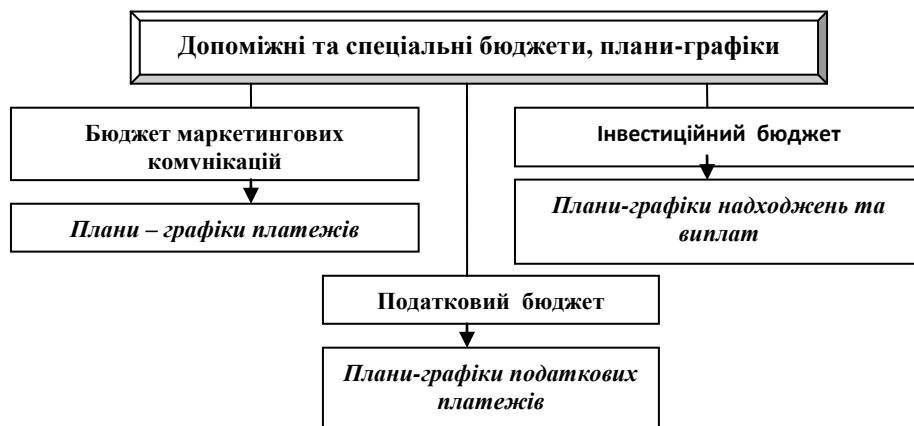 Допоміжні та спеціальні бюджети, плани-графіки
Бюджет маркетингових
комунікацій
Плани – графіки платежів
Інвестиційний бюджет
Плани-графіки надходжень та
виплат
Податковий бюджет
Плани-графіки податкових
платежів